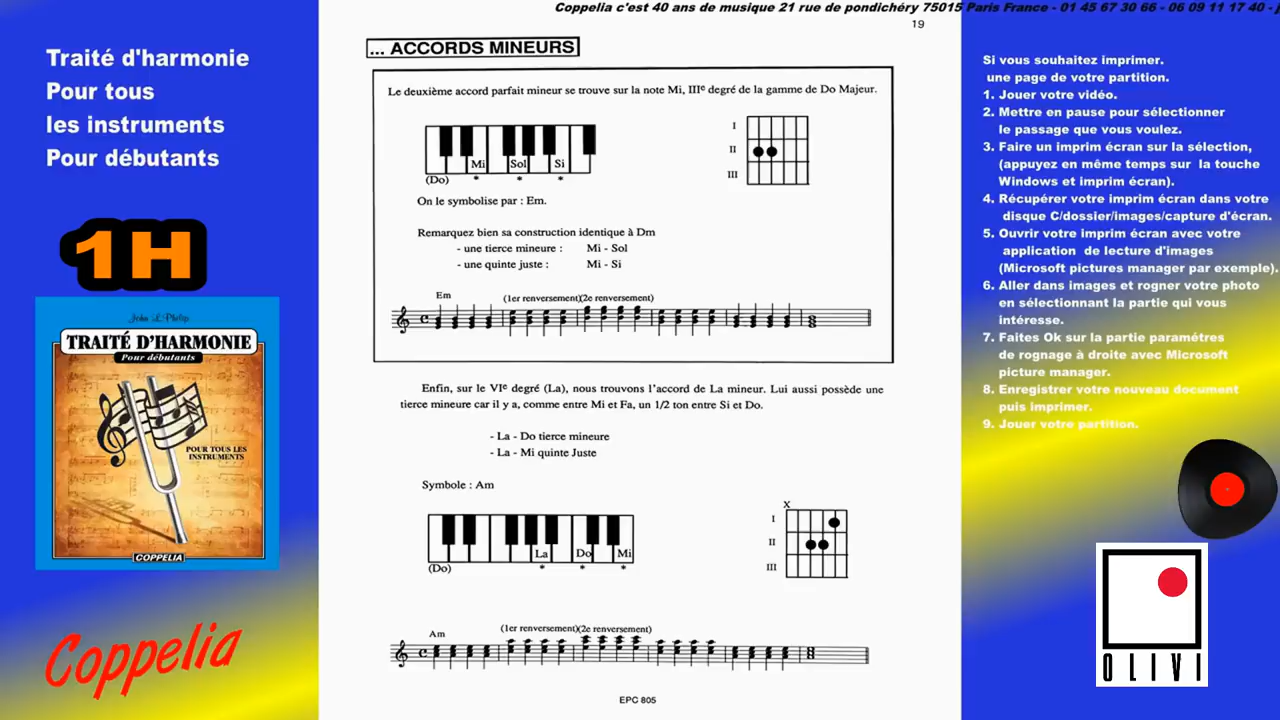 Coppelia c'est 40 ans de musique 21 rue de pondichéry 75015 Paris France - 01 45 67 30 66 - 06 09 11 17 40 -
Traité d'harmonie
Pour tous
les instruments
Pour débutants
1H
John L. Philip
TRAITÉ D'HARMONIE
Pour débutants
POUR TOUS LES
INSTRUMENTS
COPPELIA
Coppelia
19
... ACCORDS MINEURS
Le deuxième accord parfait mineur se trouve sur la note Mi, IIIe degré de la gamme de Do Majeur.
Mi Sol Si
(Do) * * *
I
II
III
On le symbolise par : Em.
Remarquez bien sa construction identique à Dm
- une tierce mineure : Mi - Sol
- une quinte juste : Mi - Si
Em (1er renversement)(2e renversement)
Enfin, sur le VIe degré (La), nous trouvons l'accord de La mineur. Lui aussi possède une
tierce mineure car il y a, comme entre Mi et Fa, un 1/2 ton entre Si et Do.
- La - Do tierce mineure
- La - Mi quinte Juste
Symbole : Am
La Do Mi
(Do) * * *
X
I
II
III
Am (1er renversement)(2e renversement)
EPC 805
Si vous souhaitez imprimer.
une page de votre partition.
1. Jouer votre vidéo.
2. Mettre en pause pour sélectionner
le passage que vous voulez.
3. Faire un imprim écran sur la sélection,
(appuyez en même temps sur la touche
Windows et imprim écran).
4. Récupérer votre imprim écran dans votre
disque C/dossier/images/capture d'écran.
5. Ouvrir votre imprim écran avec votre
application de lecture d'images
(Microsoft pictures manager par exemple).
6. Aller dans images et rogner votre photo
en sélectionnant la partie qui vous
intéresse.
7. Faites Ok sur la partie paramétres
de rognage à droite avec Microsoft
picture manager.
8. Enregistrer votre nouveau document
puis imprimer.
9. Jouer votre partition.
OLIVI